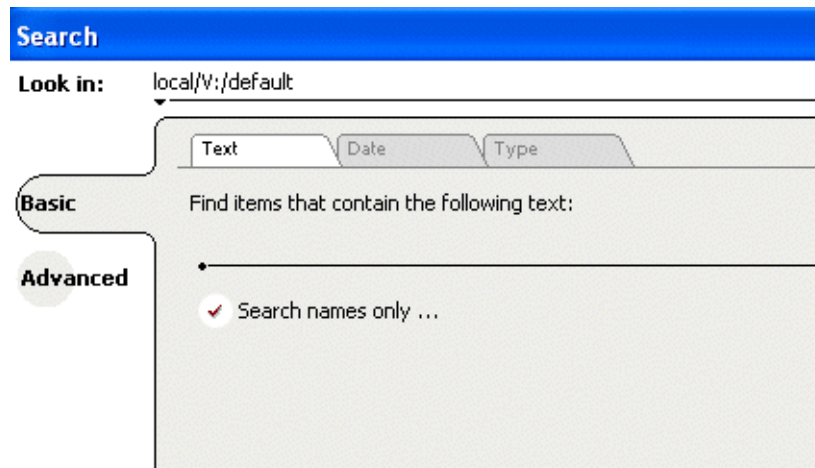 Search
Look in: local/V:/default
Text Date Type
Basic
Find items that contain the following text:
Advanced
Search names only ...